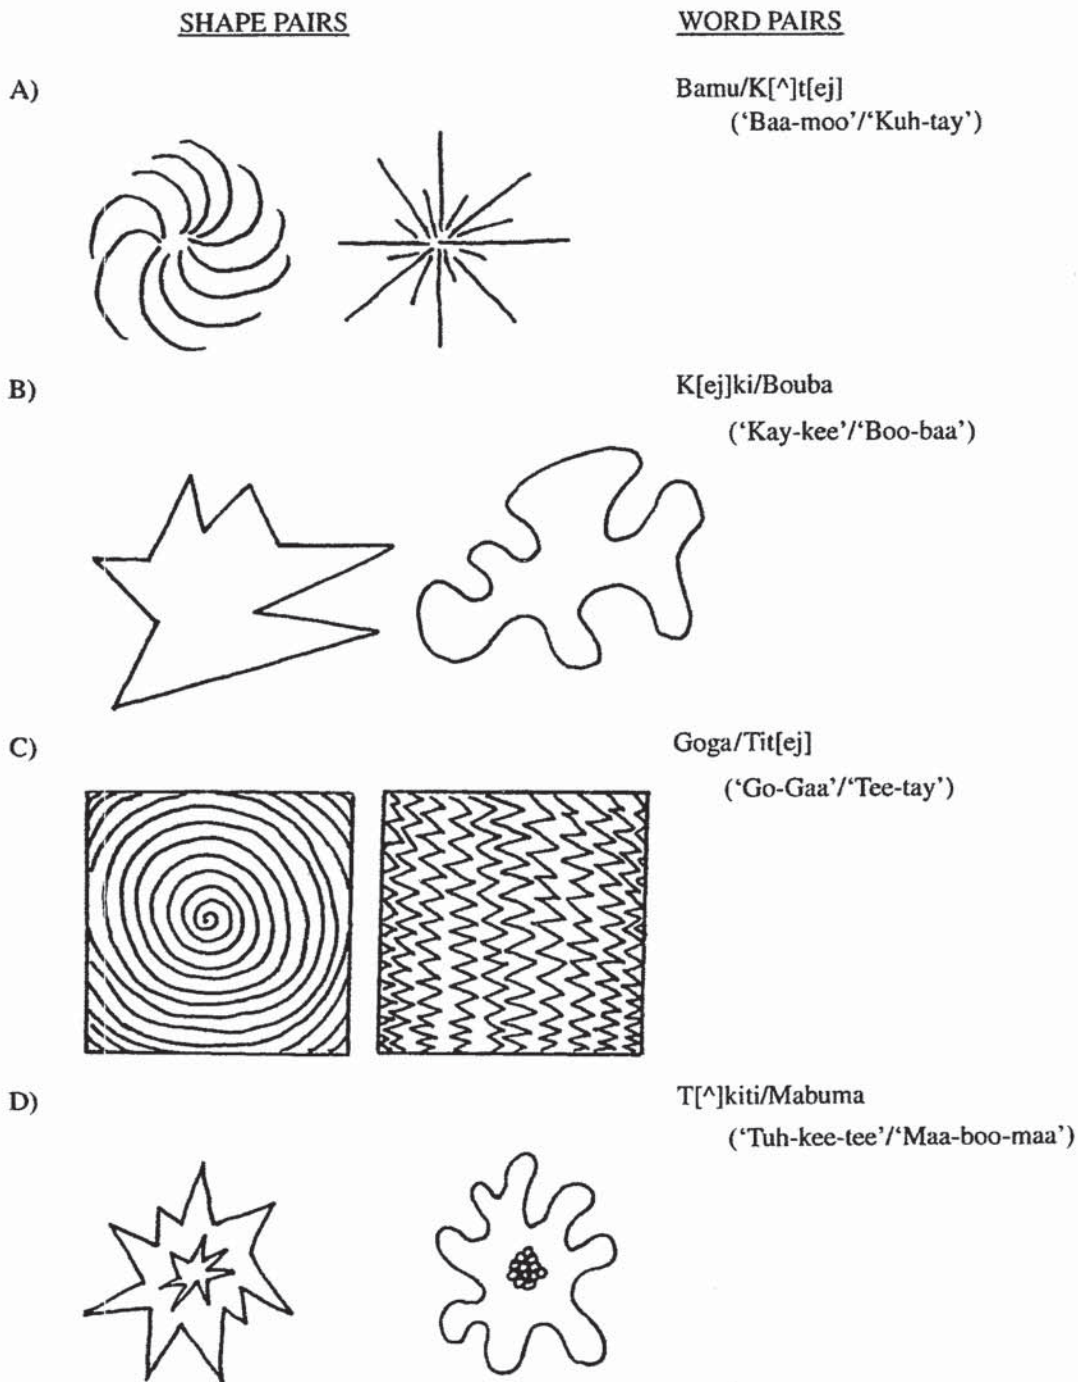 SHAPE PAIRS WORD PAIRS
A) Bamu/K[^]t[ej]
(‘Baa-moo’/‘Kuh-tay’)
B) K[ej]ki/Bouba
(‘Kay-kee’/‘Boo-baa’)
C) Goga/Tit[ej]
(‘Go-Gaa’/‘Tee-tay’)
D) T[^]kiti/Mabuma
(‘Tuh-kee-tee’/‘Maa-boo-maa’)